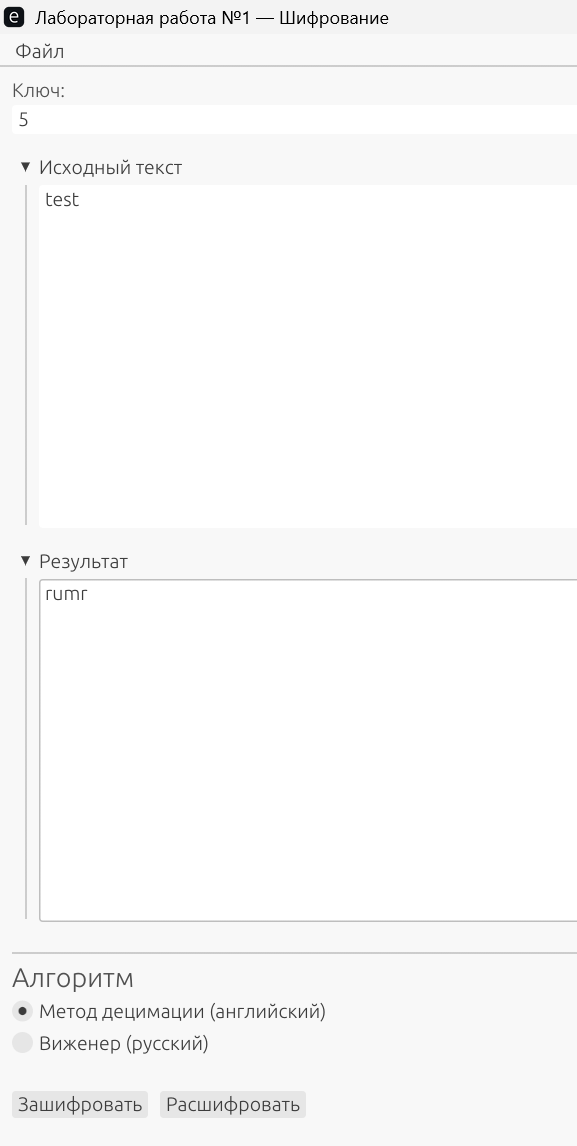 e Лабораторная работа №1 — Шифрование
Файл
Ключ:
5
Исходный текст
test
Результат
rumr
Алгоритм
Метод децимации (английский)
Виженер (русский)
Зашифровать Расшифровать